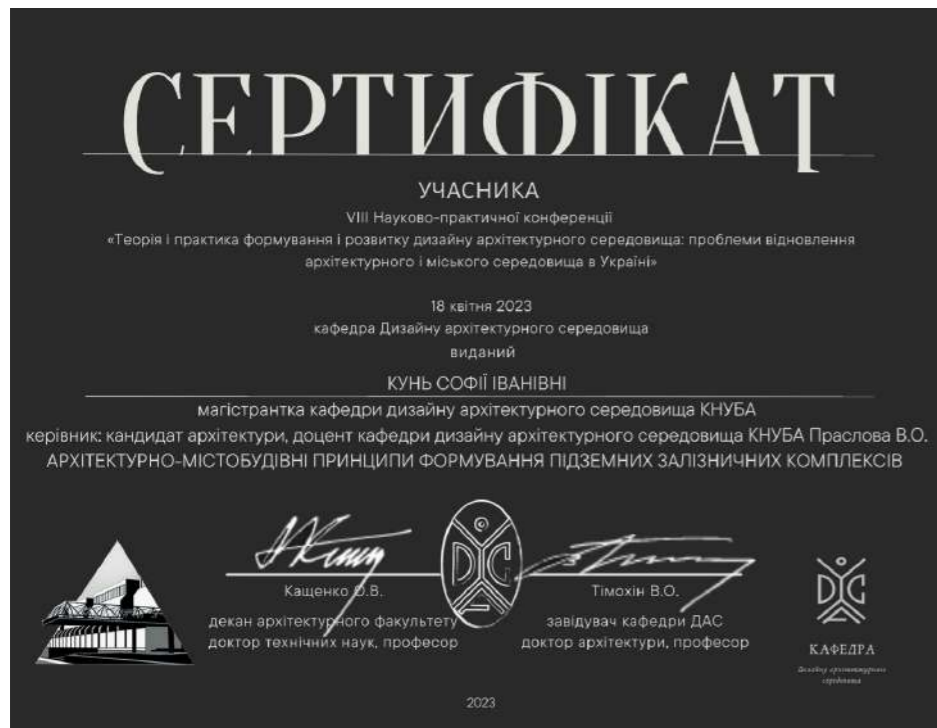 СЕРТИФІКАТ
УЧАСНИКА
VIII Науково-практичної конференції
«Теорія і практика формування і розвитку дизайну архітектурного середовища: проблеми відновлення
архітектурного і міського середовища в Україні»
18 квітня 2023
кафедра Дизайну архітектурного середовища
виданий
КУНЬ СОФІЇ ІВАНІВНІ
магістрантка кафедри дизайну архітектурного середовища КНУБА
керівник: кандидат архітектури, доцент кафедри дизайну архітектурного середовища КНУБА Праслова В.О.
АРХІТЕКТУРНО-МІСТОБУДІВНІ ПРИНЦИПИ ФОРМУВАННЯ ПІДЗЕМНИХ ЗАЛІЗНИЧНИХ КОМПЛЕКСІВ
Кащенко О.В.
декан архітектурного факультету
доктор технічних наук, професор
Тімохін В.О.
завідувач кафедри ДАС
доктор архітектури, професор
КАФЕДРА
Дизайну архітектурного
середовища
2023